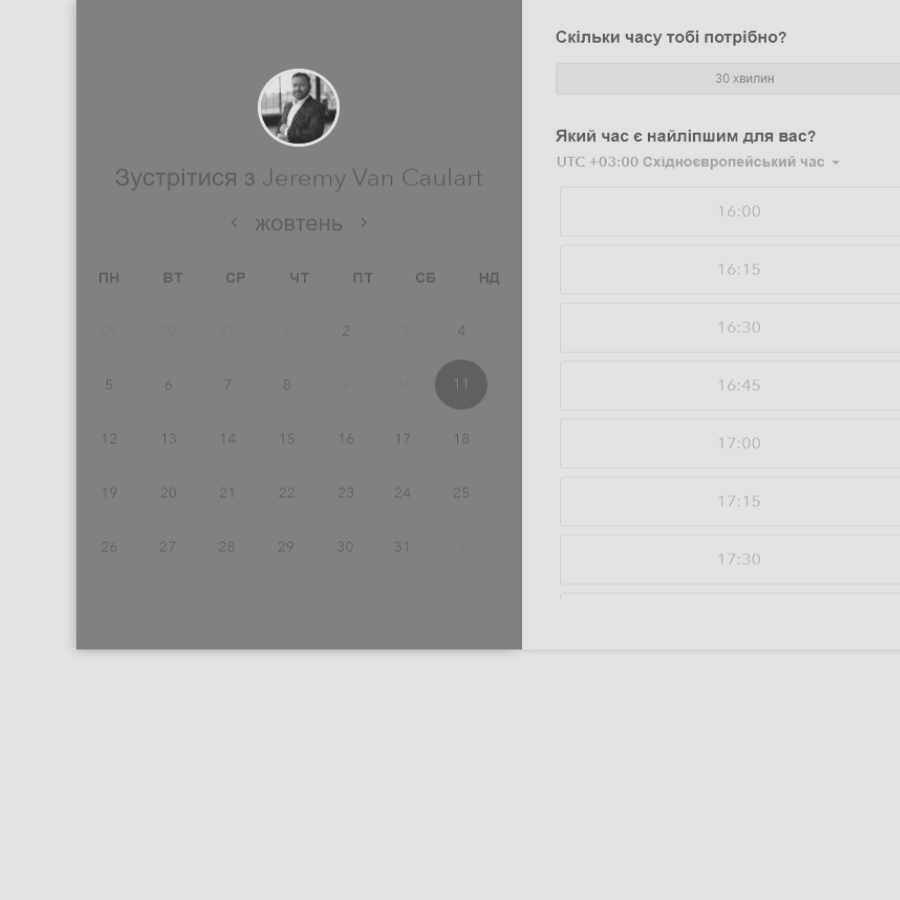 Зустрітися з Jeremy Van Caulart
жовтень
ПН ВТ СР ЧТ ПТ СБ НД
29 30 31 1 2 3 4
5 6 7 8 9 10 11
12 13 14 15 16 17 18
19 20 21 22 23 24 25
26 27 28 29 30 31 1
Скільки часу тобі потрібно?
30 хвилин
Який час є найліпшим для вас?
UTC +03:00 Східноєвропейський час
16:00
16:15
16:30
16:45
17:00
17:15
17:30